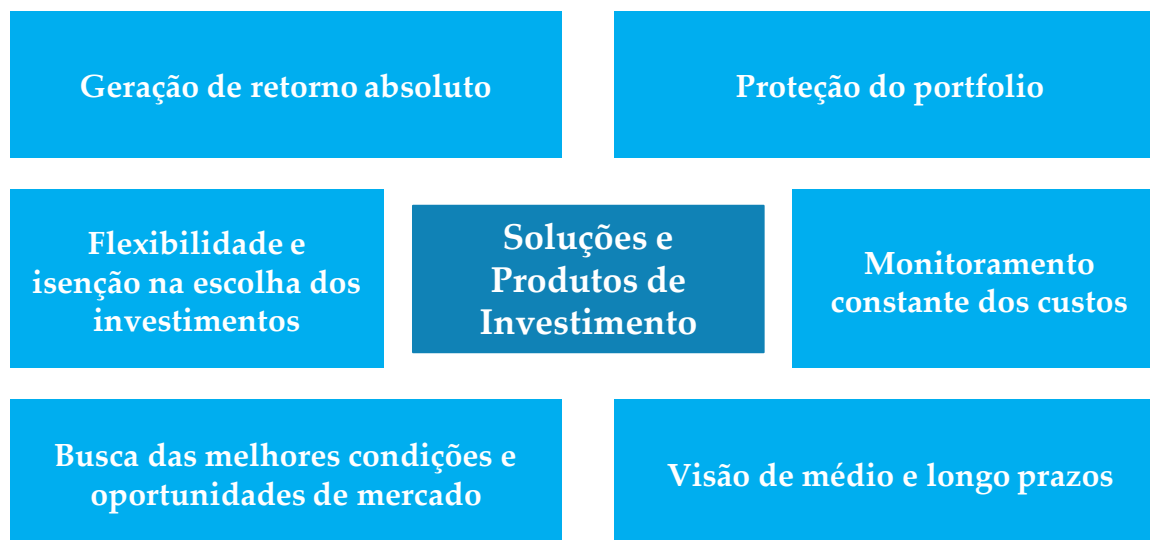 Geração de retorno absoluto
Proteção do portfolio
Flexibilidade e
isenção na escolha dos
investimentos
Soluções e
Produtos de
Investimento
Monitoramento
constante dos custos
Busca das melhores condições e
oportunidades de mercado
Visão de médio e longo prazos